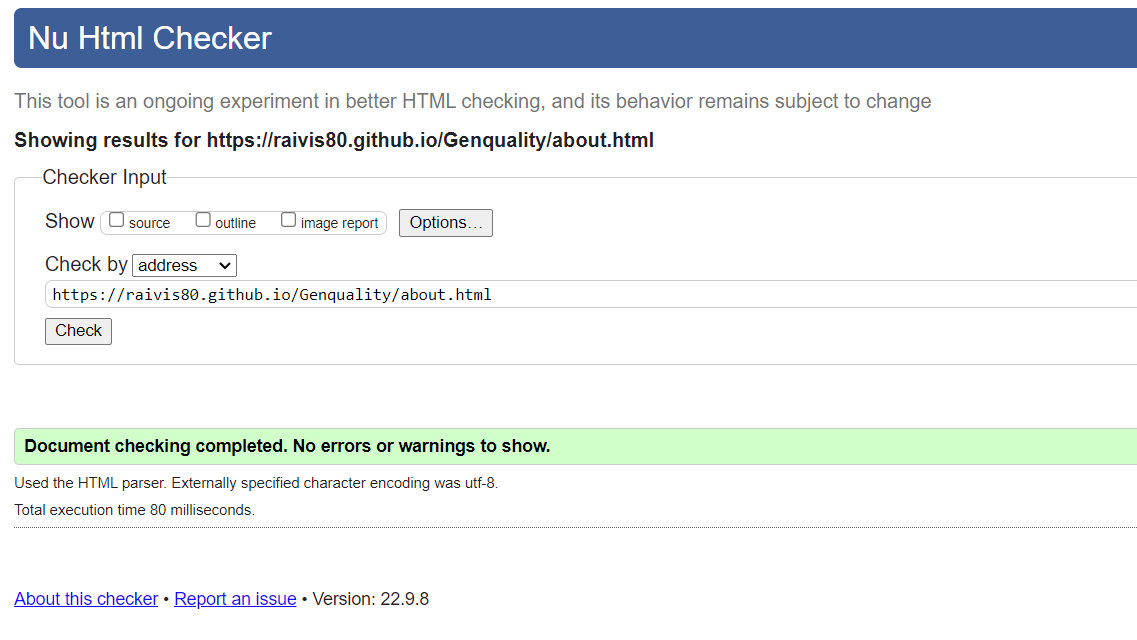 Nu Html Checker
This tool is an ongoing experiment in better HTML checking, and its behavior remains subject to change
Showing results for https://raivis80.github.io/Genquality/about.html
Checker Input
Show source outline image report Options…
Check by address
https://raivis80.github.io/Genquality/about.html
Check
Document checking completed. No errors or warnings to show.
Used the HTML parser. Externally specified character encoding was utf-8.
Total execution time 80 milliseconds.
About this checker • Report an issue • Version: 22.9.8